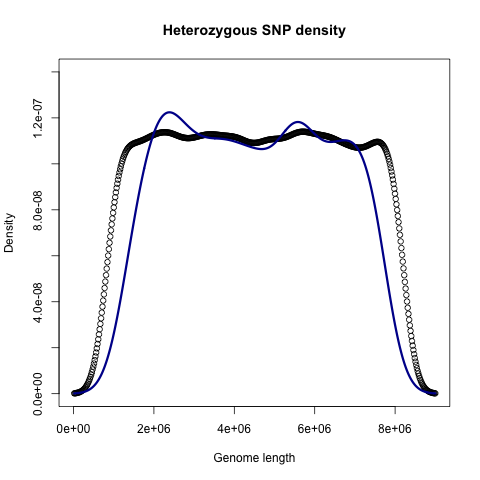 Heterozygous SNP density
Density
1.2e-07
8.0e-08
4.0e-08
0.0e+00
0e+00 2e+06 4e+06 6e+06 8e+06
Genome length